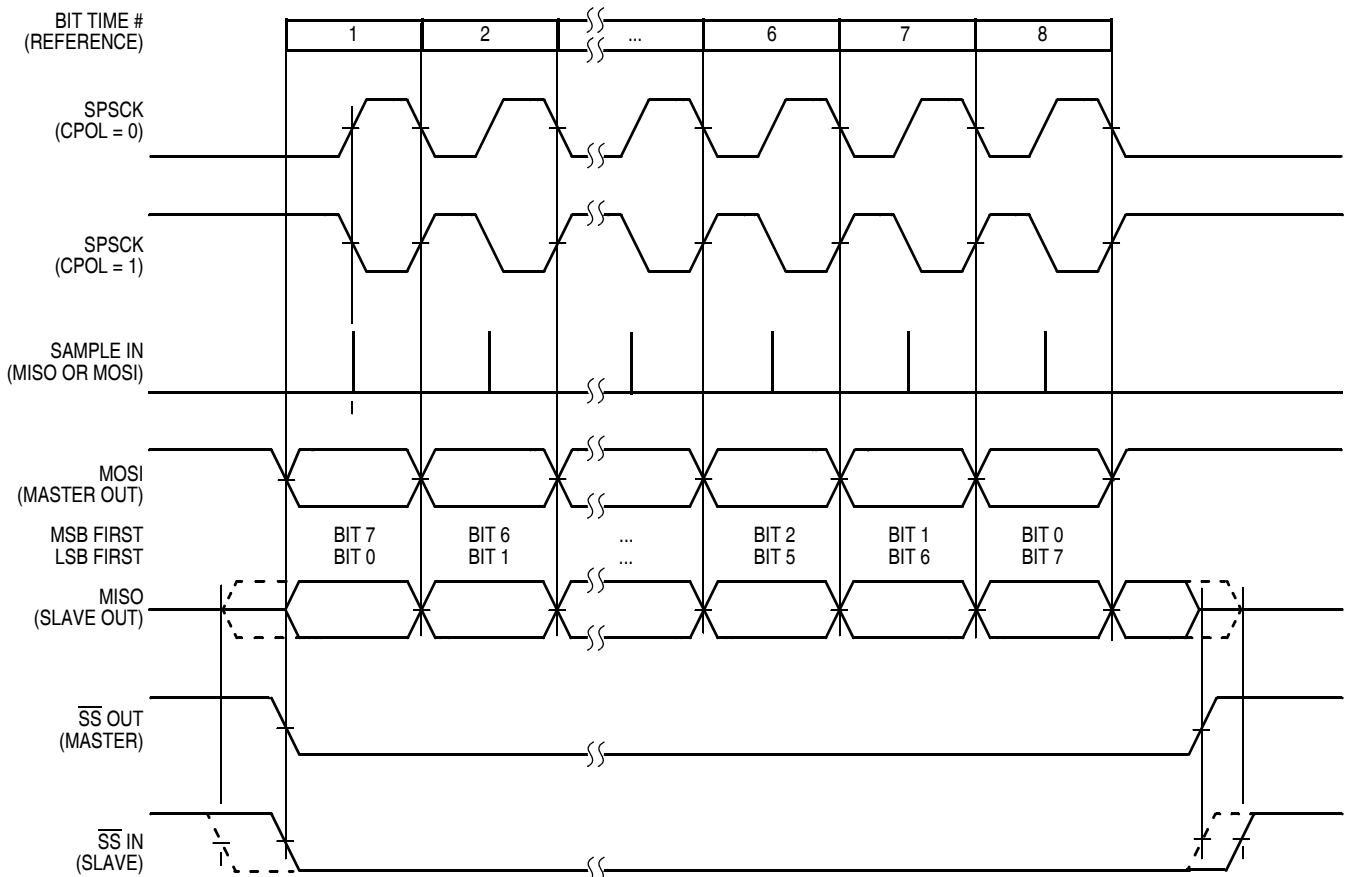 BIT TIME #
(REFERENCE)
1 2 ... 6 7 8
SPSCK
(CPOL = 0)
SPSCK
(CPOL = 1)
SAMPLE IN
(MISO OR MOSI)
MOSI
(MASTER OUT)
MSB FIRST BIT 7 BIT 6 ... BIT 2 BIT 1 BIT 0
LSB FIRST BIT 0 BIT 1 ... BIT 5 BIT 6 BIT 7
MISO
(SLAVE OUT)
S̅S̅ OUT
(MASTER)
S̅S̅ IN
(SLAVE)